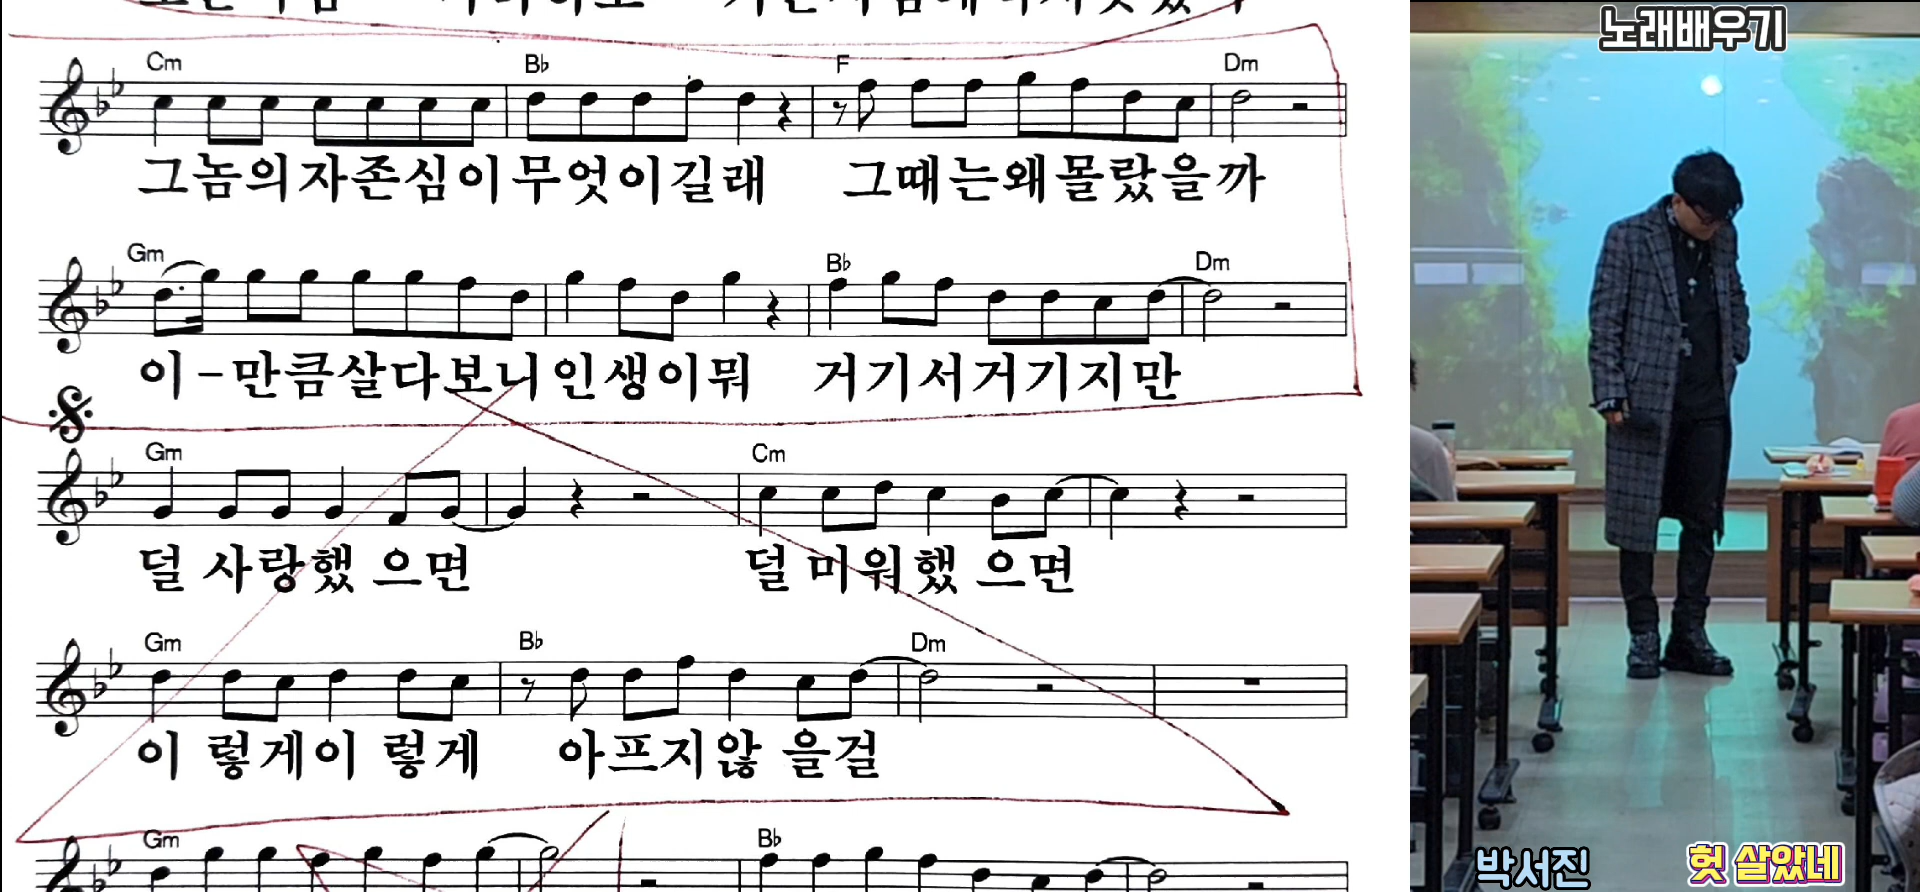 Cm B♭ F Dm
그놈의자존심이무엇이길래 그때는왜몰랐을까
Gm B♭ Dm
이-만큼살다보니인생이뭐 거기서거기지만
Gm Cm
덜 사랑했 으면 덜 미워했 으면
Gm B♭ Dm
이 렇게이 렇게 아프지않 을걸
Gm B♭
노래배우기
박서진
헛 살았네